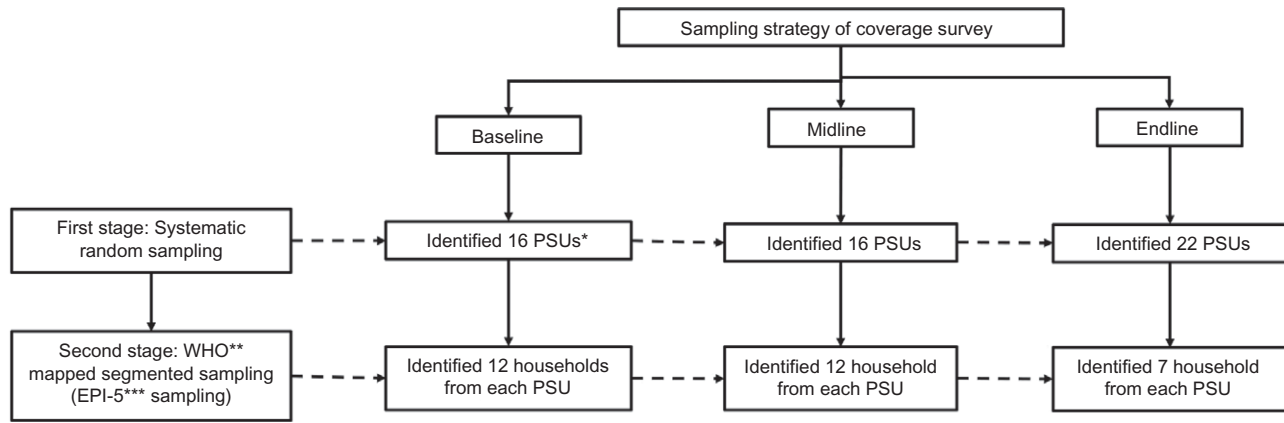 Sampling strategy of coverage survey
Baseline
Midline
Endline
First stage: Systematic
random sampling
Identified 16 PSUs*
Identified 16 PSUs
Identified 22 PSUs
Second stage: WHO**
mapped segmented sampling
(EPI-5*** sampling)
Identified 12 households
from each PSU
Identified 12 household
from each PSU
Identified 7 household
from each PSU